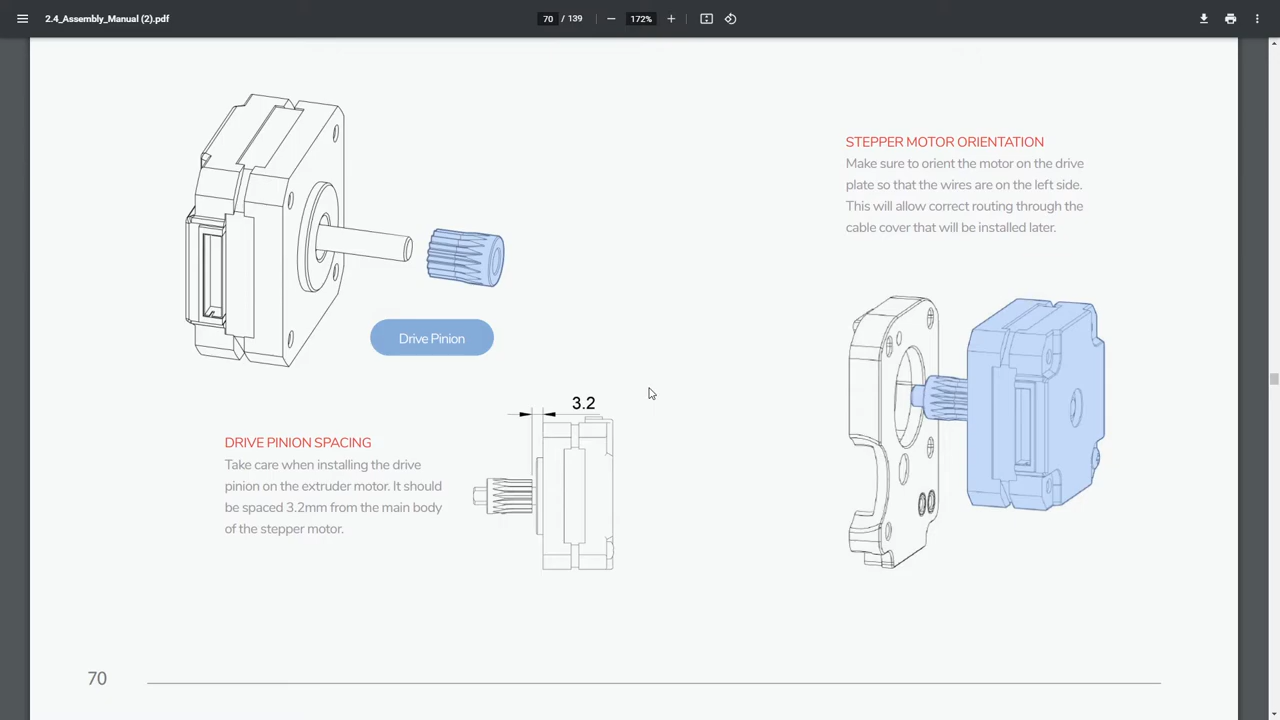 2.4_Assembly_Manual (2).pdf
70 / 139
172%
STEPPER MOTOR ORIENTATION
Make sure to orient the motor on the drive
plate so that the wires are on the left side.
This will allow correct routing through the
cable cover that will be installed later.
Drive Pinion
3.2
DRIVE PINION SPACING
Take care when installing the drive
pinion on the extruder motor. It should
be spaced 3.2mm from the main body
of the stepper motor.
70